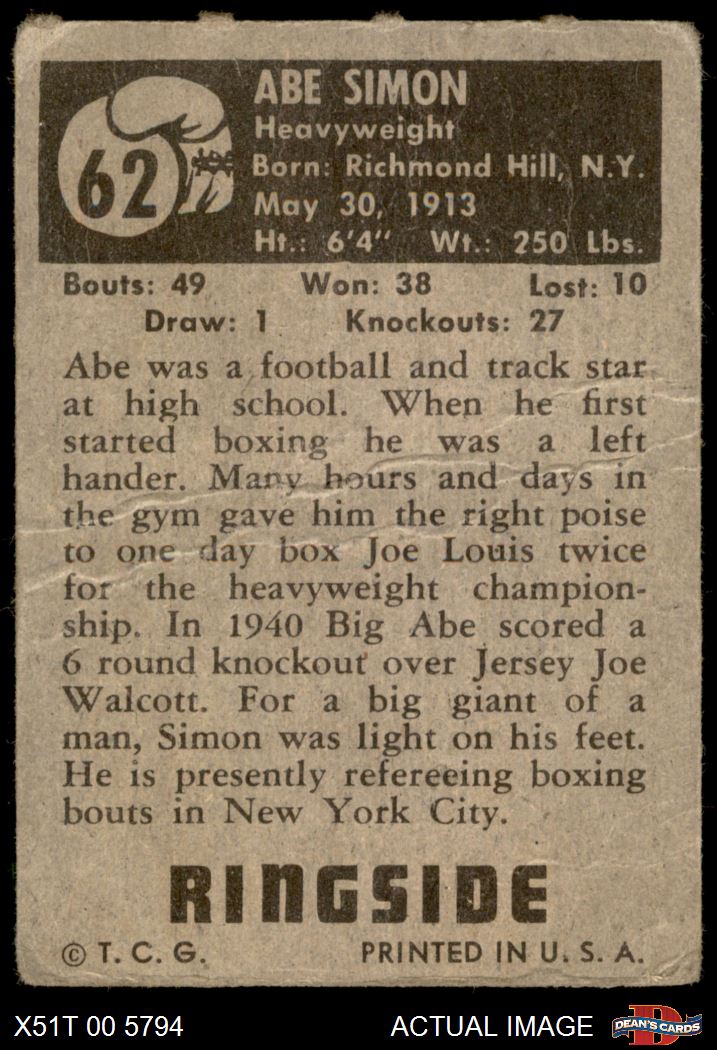 62
ABE SIMON
Heavyweight
Born: Richmond Hill, N.Y.
May 30, 1913
Ht.: 6'4" Wt.: 250 Lbs.
Bouts: 49 Won: 38 Lost: 10
Draw: 1 Knockouts: 27
Abe was a football and track star
at high school. When he first
started boxing he was a left
hander. Many hours and days in
the gym gave him the right poise
to one day box Joe Louis twice
for the heavyweight champion-
ship. In 1940 Big Abe scored a
6 round knockout over Jersey Joe
Walcott. For a big giant of a
man, Simon was light on his feet.
He is presently refereeing boxing
bouts in New York City.
RINGSIDE
© T. C. G. PRINTED IN U. S. A.
X51T 00 5794 ACTUAL IMAGE DEAN'S CARDS